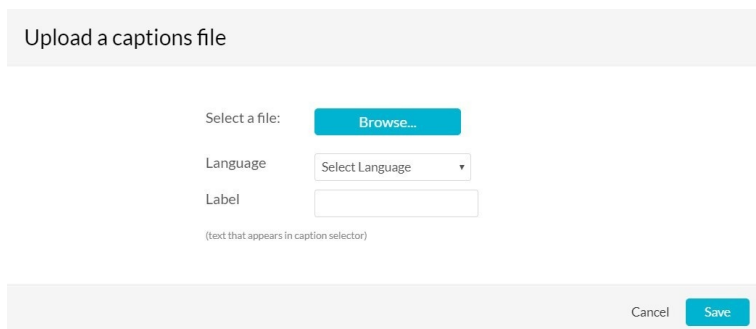 Upload a captions file
Select a file:
Browse...
Language
Select Language
Label
(text that appears in caption selector)
Cancel
Save